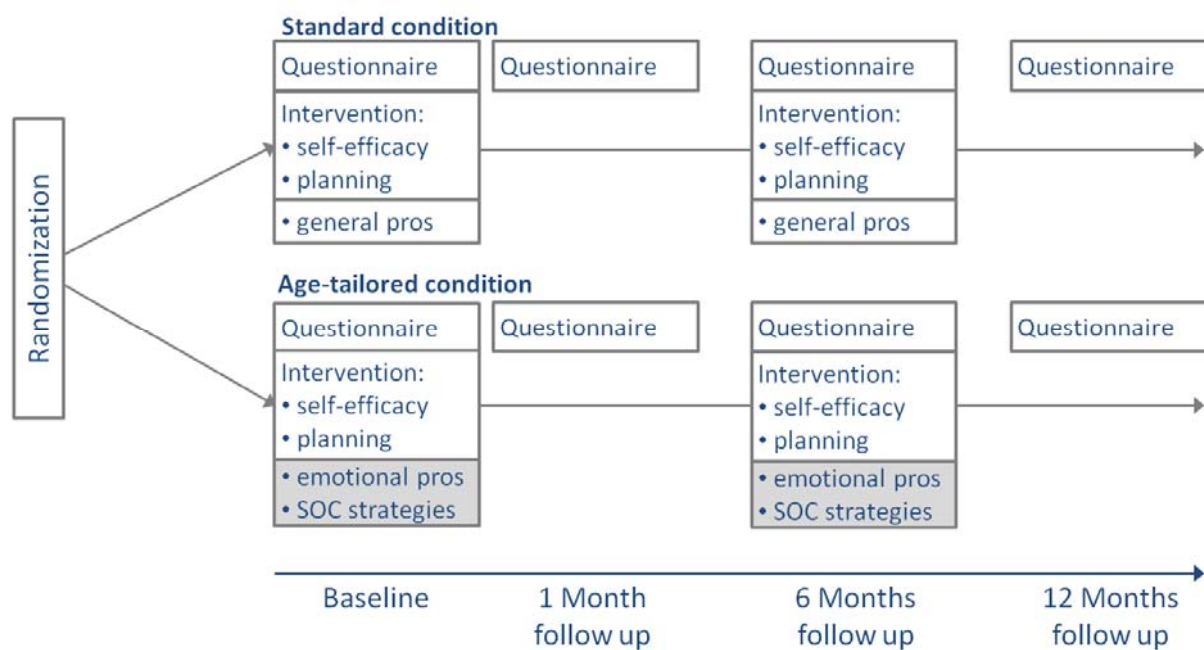 Randomization
Standard condition
Questionnaire
Intervention:
• self-efficacy
• planning
• general pros
Questionnaire
Questionnaire
Intervention:
• self-efficacy
• planning
• general pros
Questionnaire
Age-tailored condition
Questionnaire
Intervention:
• self-efficacy
• planning
• emotional pros
• SOC strategies
Questionnaire
Questionnaire
Intervention:
• self-efficacy
• planning
• emotional pros
• SOC strategies
Questionnaire
Baseline
1 Month
follow up
6 Months
follow up
12 Months
follow up